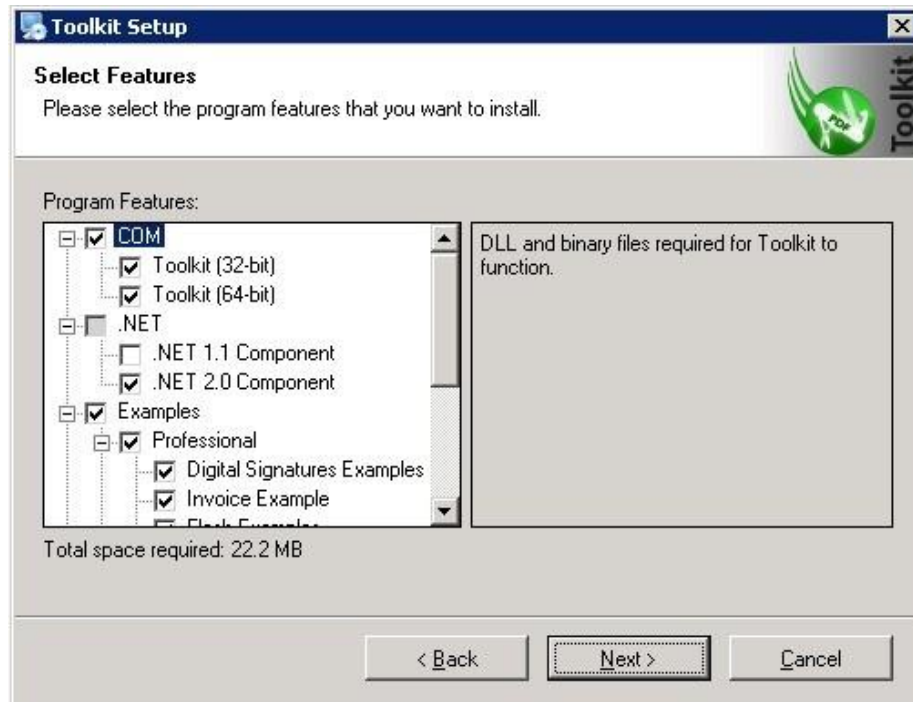 Toolkit Setup
Select Features
Please select the program features that you want to install.
PDF
Toolkit
Program Features:
COM
Toolkit (32-bit)
Toolkit (64-bit)
.NET
.NET 1.1 Component
.NET 2.0 Component
Examples
Professional
Digital Signatures Examples
Invoice Example
DLL and binary files required for Toolkit to
function.
Total space required: 22.2 MB
< Back
Next >
Cancel